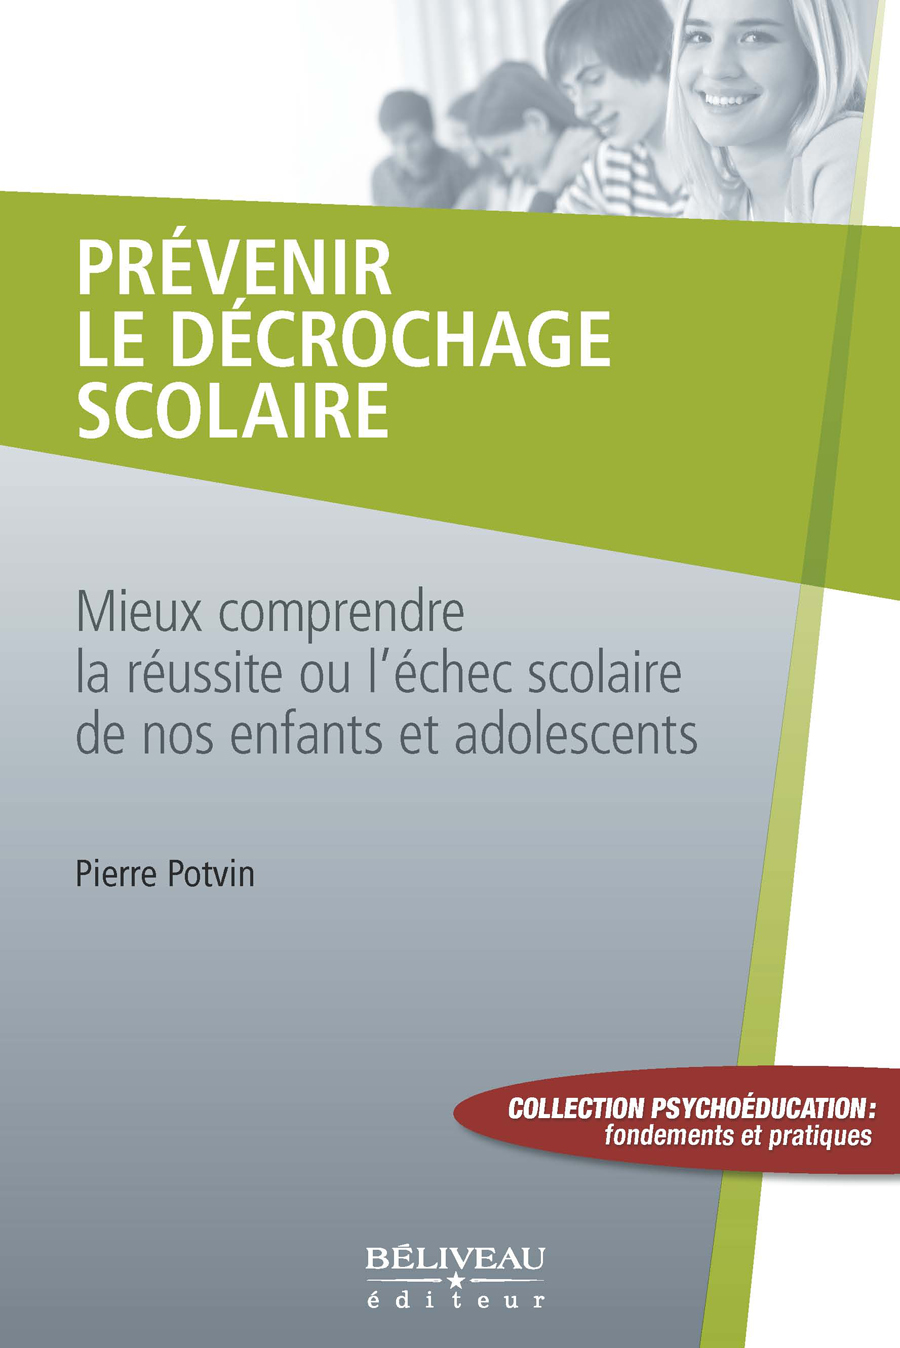 PRÉVENIR
LE DÉCROCHAGE
SCOLAIRE
Mieux comprendre
la réussite ou l’échec scolaire
de nos enfants et adolescents
Pierre Potvin
COLLECTION PSYCHOÉDUCATION:
fondements et pratiques
BÉLIVEAU
éditeur